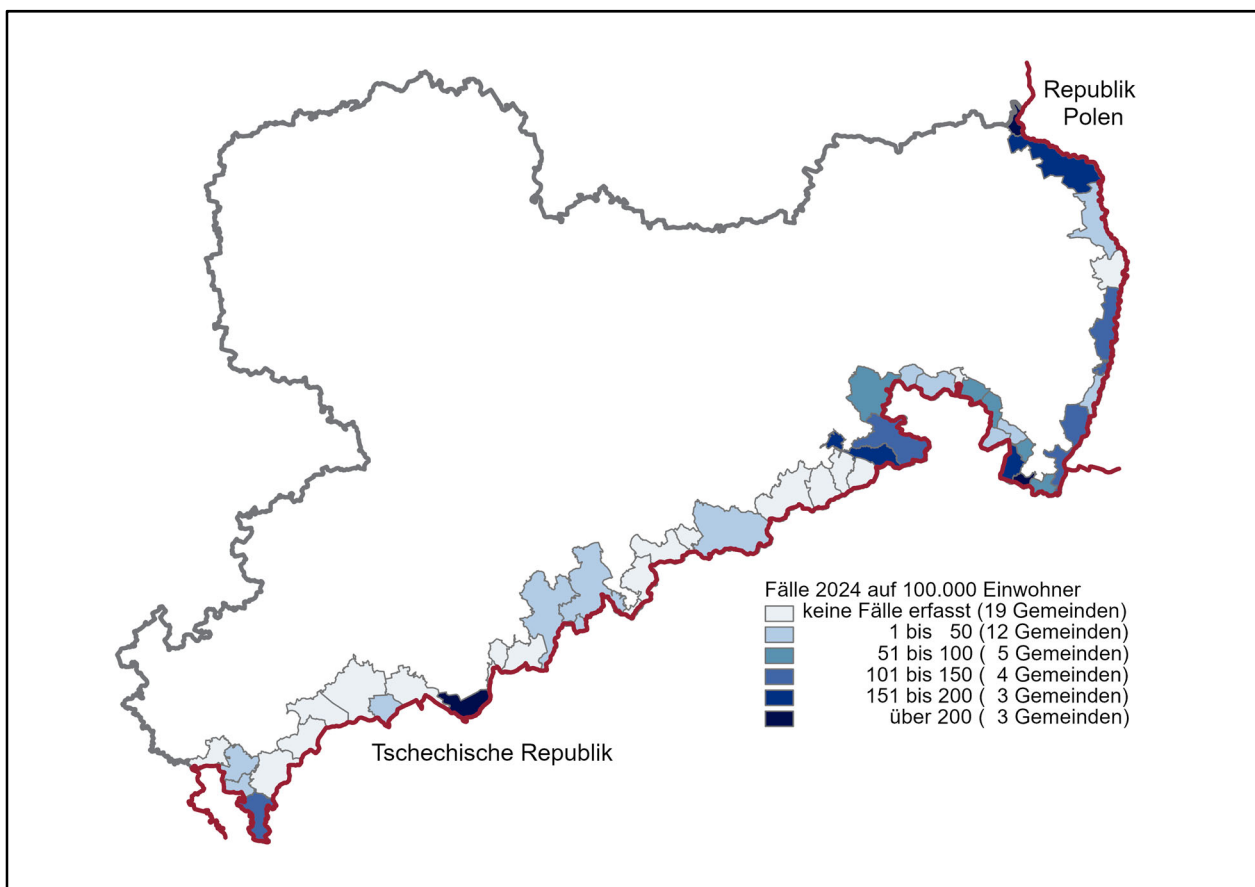 Republik
Polen
Fälle 2024 auf 100.000 Einwohner
keine Fälle erfasst (19 Gemeinden)
1 bis 50 (12 Gemeinden)
51 bis 100 ( 5 Gemeinden)
101 bis 150 ( 4 Gemeinden)
151 bis 200 ( 3 Gemeinden)
über 200 ( 3 Gemeinden)
Tschechische Republik